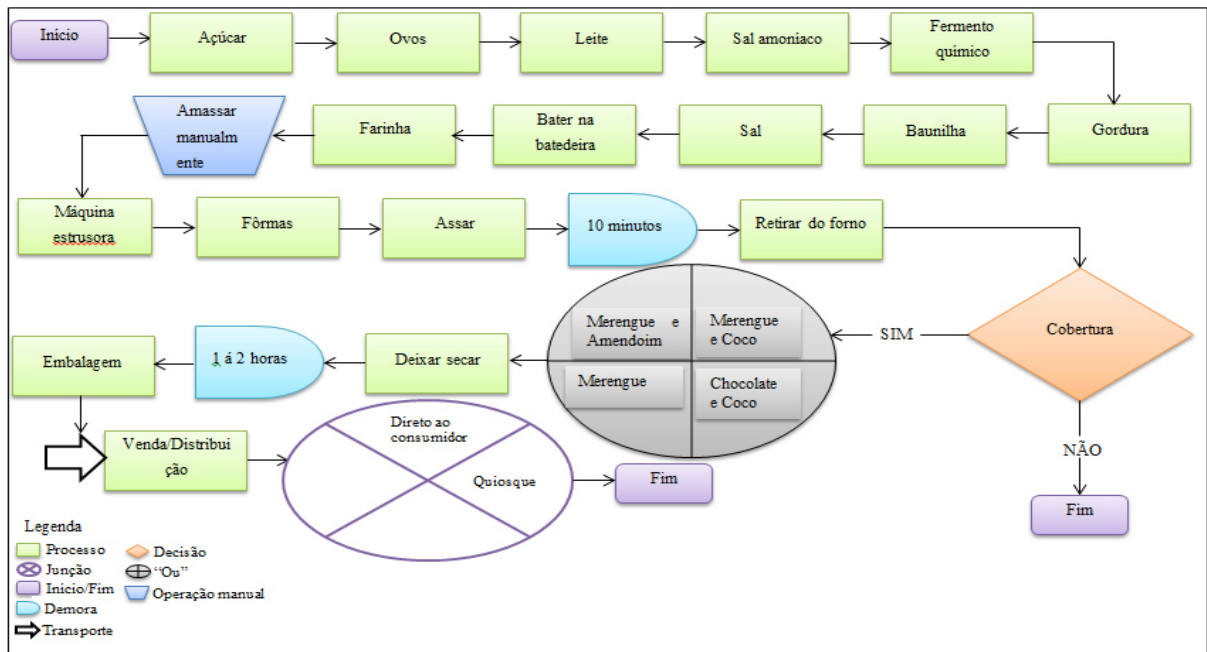 Início
Açúcar
Ovos
Leite
Sal amoníaco
Fermento
químico
Amassar
manualm
ente
Farinha
Bater na
batedeira
Sal
Baunilha
Gordura
Máquina
estrusora
Fôrmas
Assar
10 minutos
Retirar do forno
Cobertura
SIM
NÃO
Fim
Merengue e
Amendoim
Merengue
e Coco
Merengue
Chocolate
e Coco
Deixar secar
1 á 2 horas
Embalagem
Venda/Distribui
ção
Direto ao
consumidor
Quiosque
Fim
Legenda
Processo
Junção
Inicio/Fim
Demora
Transporte
Decisão
“Ou”
Operação manual